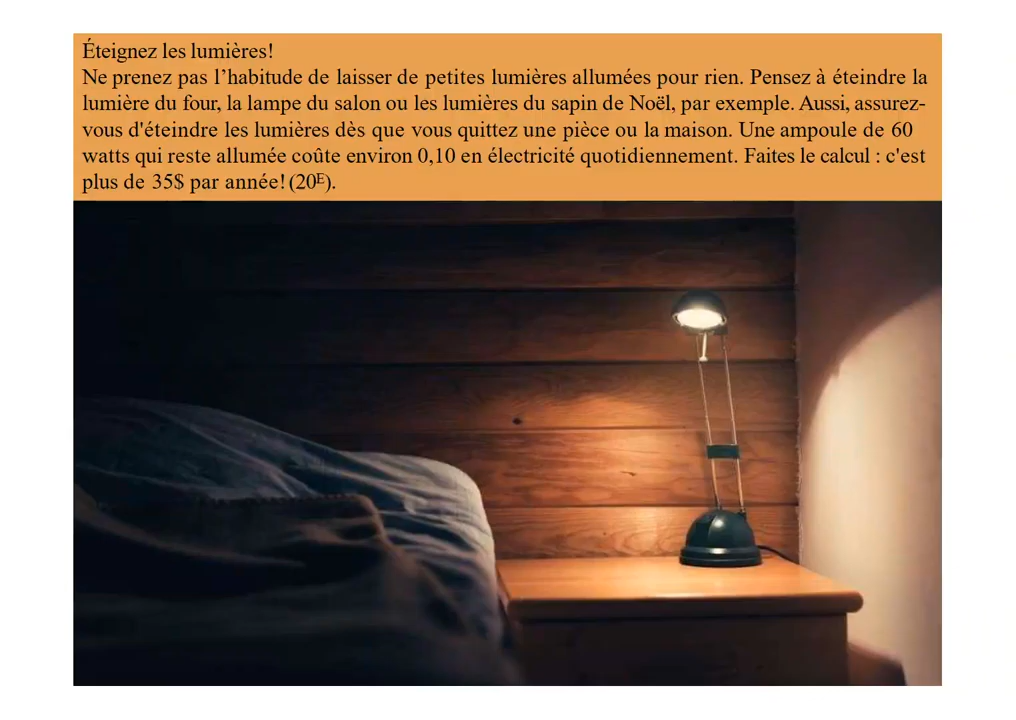 Éteignez les lumières!
Ne prenez pas l’habitude de laisser de petites lumières allumées pour rien. Pensez à éteindre la
lumière du four, la lampe du salon ou les lumières du sapin de Noël, par exemple. Aussi, assurez-
vous d'éteindre les lumières dès que vous quittez une pièce ou la maison. Une ampoule de 60
watts qui reste allumée coûte environ 0,10 en électricité quotidiennement. Faites le calcul : c'est
plus de 35$ par année! (20ᴱ).